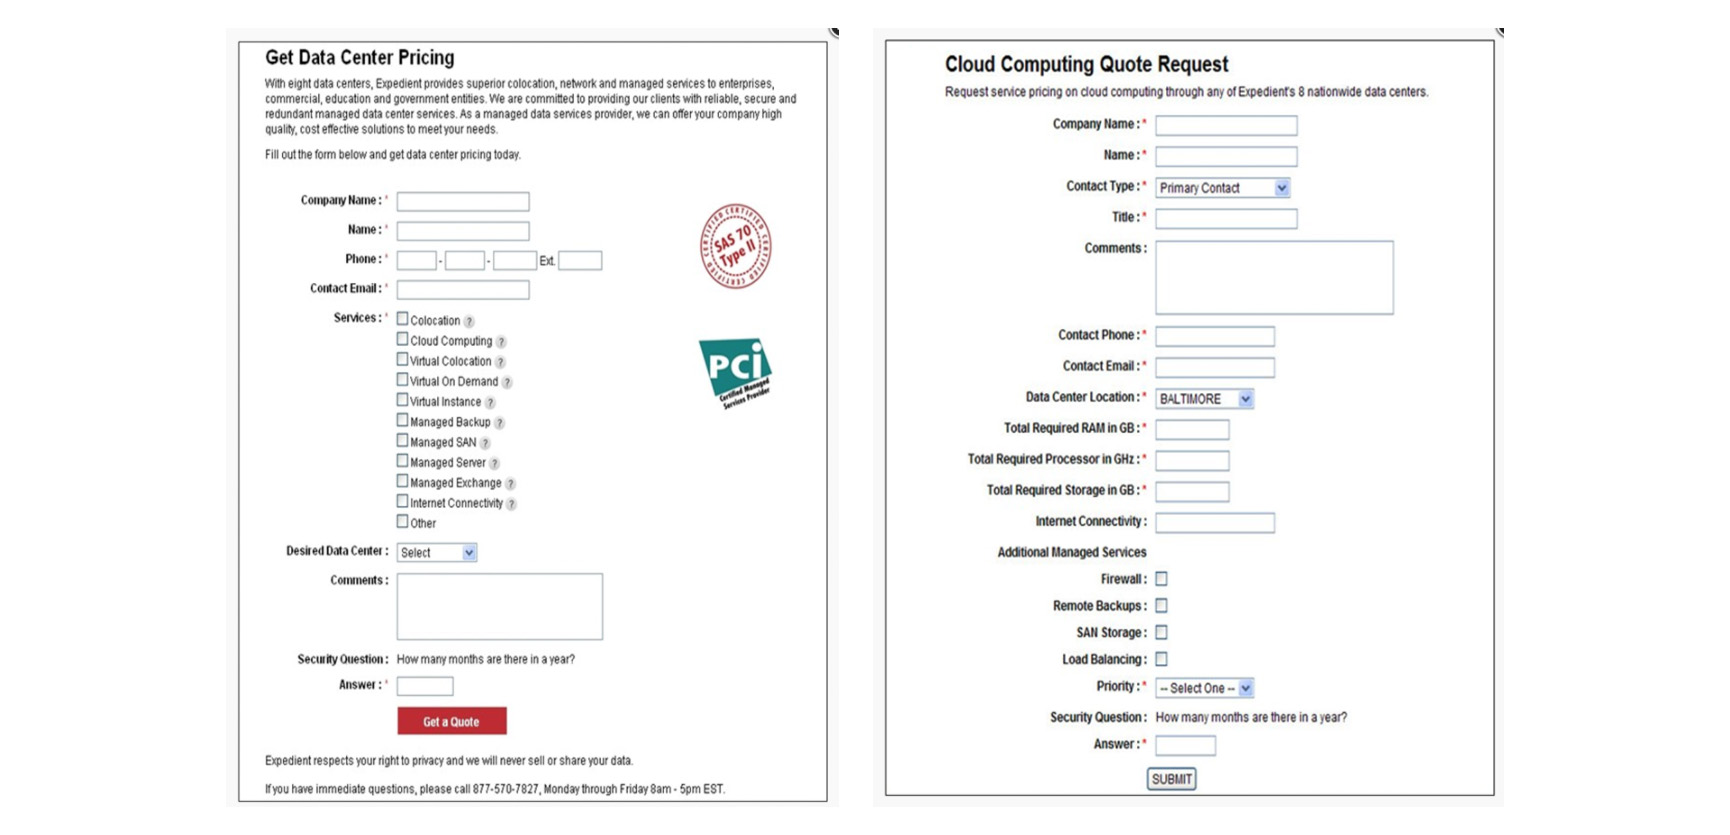 Get Data Center Pricing
With eight data centers, Expedient provides superior colocation, network and managed services to enterprises,
commercial, education and government entities. We are committed to providing our clients with reliable, secure and
redundant managed data center services. As a managed data services provider, we can offer your company high
quality, cost effective solutions to meet your needs.
Fill out the form below and get data center pricing today.
Company Name : *
Name : *
Phone : * - - Ext.
Contact Email : *
Services : *
Colocation ?
Cloud Computing ?
Virtual Colocation ?
Virtual On Demand ?
Virtual Instance ?
Managed Backup ?
Managed SAN ?
Managed Server ?
Managed Exchange ?
Internet Connectivity ?
Other
Desired Data Center : Select
Comments :
Security Question : How many months are there in a year?
Answer : *
Get a Quote
Expedient respects your right to privacy and we will never sell or share your data.
If you have immediate questions, please call 877-570-7827, Monday through Friday 8am - 5pm EST.
CERTIFIED CERTIFIED CERTIFIED
SAS 70
Type II
PCi
Certified Managed
Services Provider
Cloud Computing Quote Request
Request service pricing on cloud computing through any of Expedient's 8 nationwide data centers.
Company Name : *
Name : *
Contact Type : * Primary Contact
Title : *
Comments :
Contact Phone : *
Contact Email : *
Data Center Location : * BALTIMORE
Total Required RAM in GB : *
Total Required Processor in GHz : *
Total Required Storage in GB : *
Internet Connectivity :
Additional Managed Services
Firewall :
Remote Backups :
SAN Storage :
Load Balancing :
Priority : * -- Select One --
Security Question : How many months are there in a year?
Answer : *
SUBMIT